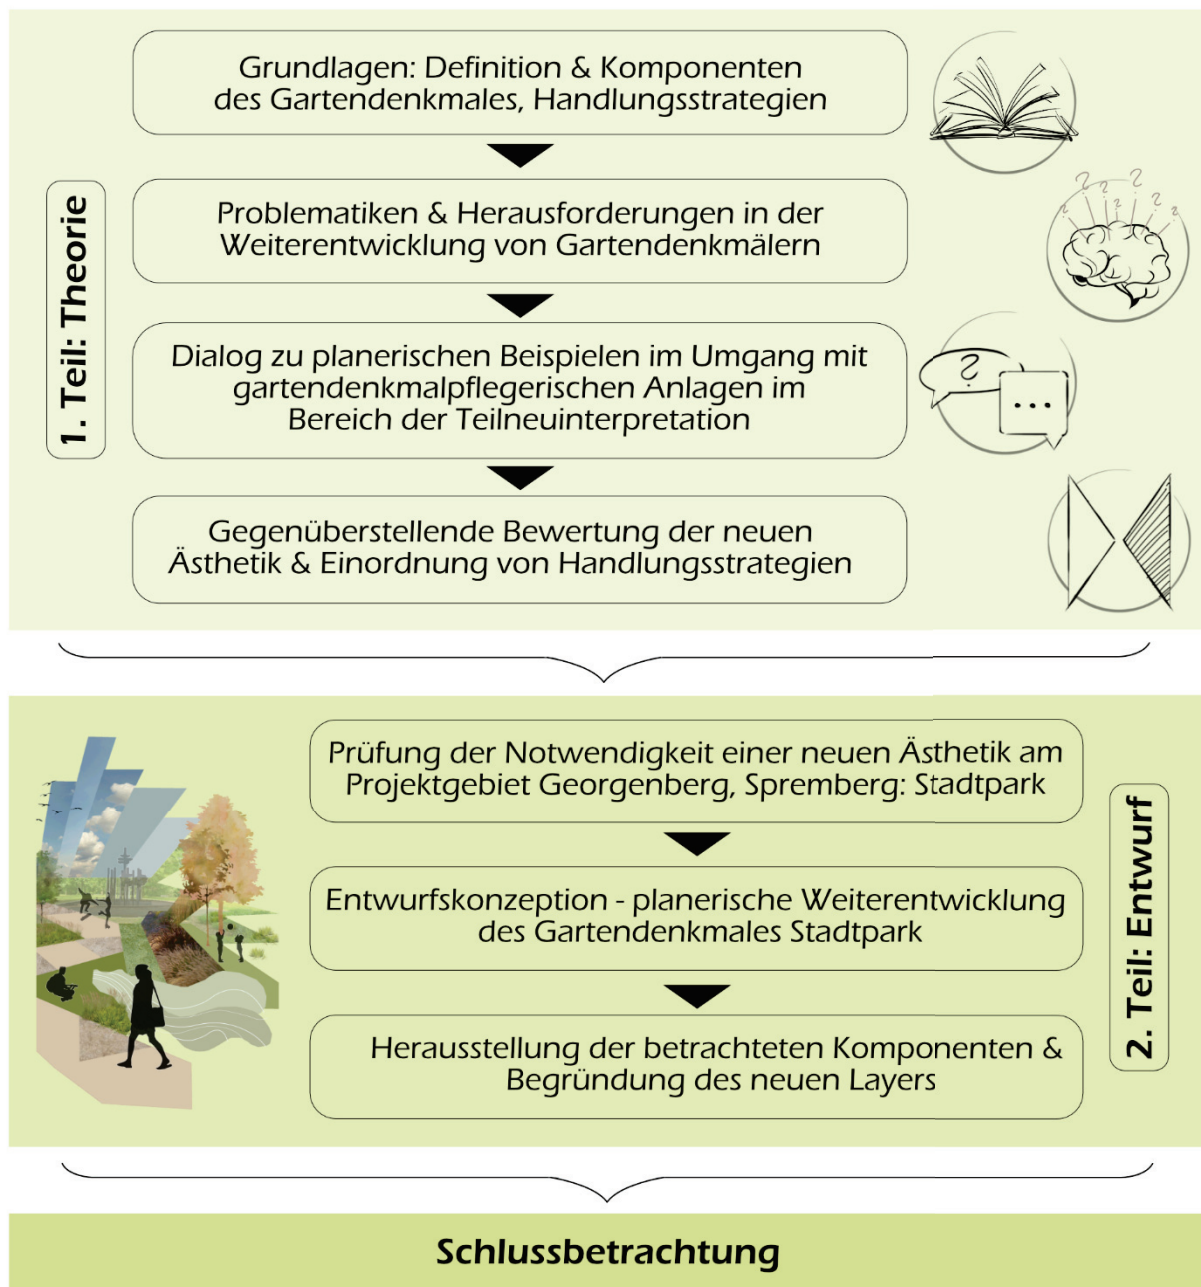 1. Teil: Theorie
Grundlagen: Definition & Komponenten
des Gartendenkmales, Handlungsstrategien
Problematiken & Herausforderungen in der
Weiterentwicklung von Gartendenkmälern
? ? ? ? ? ? ?
Dialog zu planerischen Beispielen im Umgang mit
gartendenkmalpflegerischen Anlagen im
Bereich der Teilneuinterpretation
?
...
Gegenüberstellende Bewertung der neuen
Ästhetik & Einordnung von Handlungsstrategien
2. Teil: Entwurf
Prüfung der Notwendigkeit einer neuen Ästhetik am
Projektgebiet Georgenberg, Spremberg: Stadtpark
Entwurfskonzeption - planerische Weiterentwicklung
des Gartendenkmales Stadtpark
Herausstellung der betrachteten Komponenten &
Begründung des neuen Layers
Schlussbetrachtung